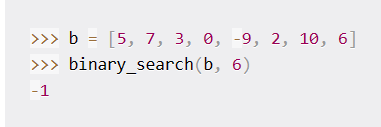 >>> b = [5, 7, 3, 0, -9, 2, 10, 6]
>>> binary_search(b, 6)
-1